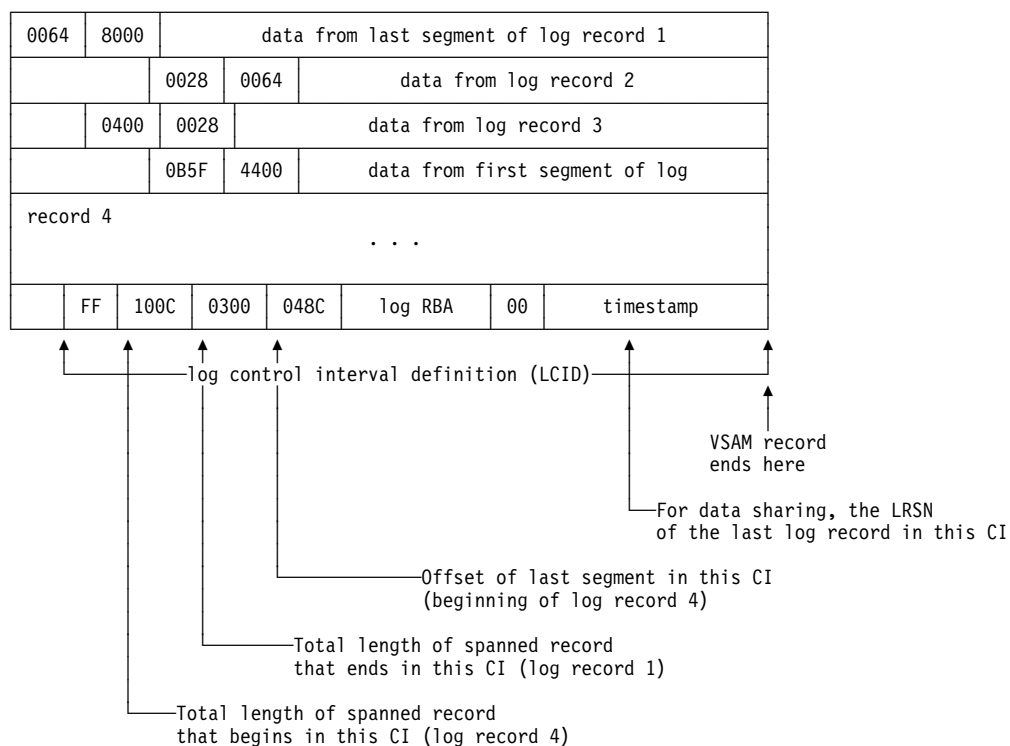 0064 8000 data from last segment of log record 1
0028 0064 data from log record 2
0400 0028 data from log record 3
0B5F 4400 data from first segment of log
record 4
. . .
FF 100C 0300 048C log RBA 00 timestamp
log control interval definition (LCID)
VSAM record
ends here
For data sharing, the LRSN
of the last log record in this CI
Offset of last segment in this CI
(beginning of log record 4)
Total length of spanned record
that ends in this CI (log record 1)
Total length of spanned record
that begins in this CI (log record 4)